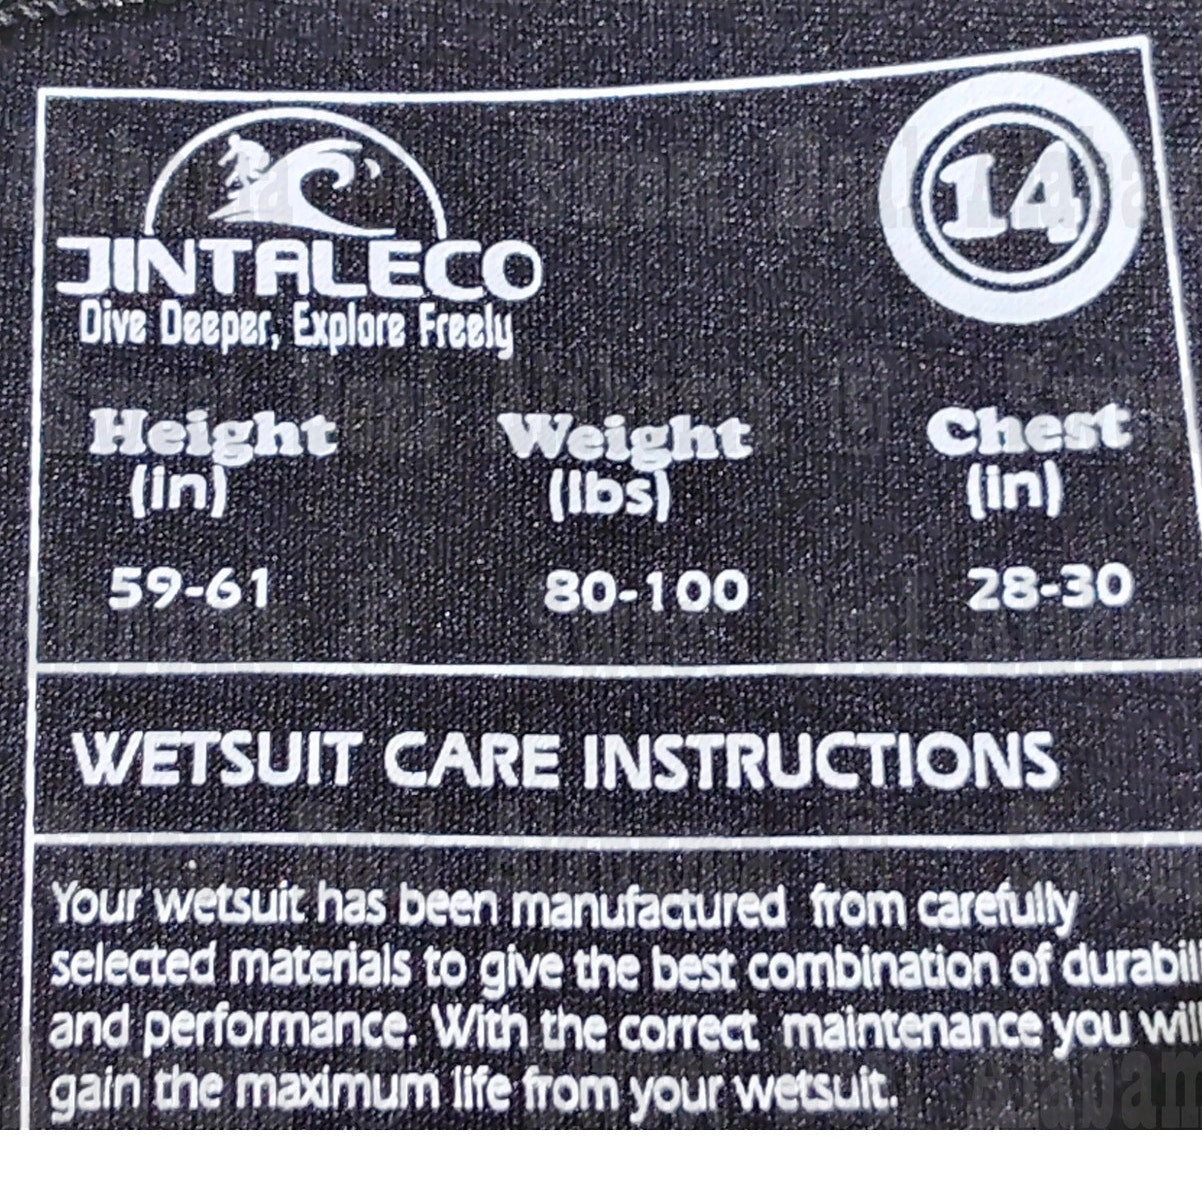 14
JINTALECO
Dive Deeper, Explore Freely
Height Weight Chest
(in) (lbs) (in)
59-61 80-100 28-30
WETSUIT CARE INSTRUCTIONS
Your wetsuit has been manufactured from carefully
selected materials to give the best combination of durabil
and performance. With the correct maintenance you will
gain the maximum life from your wetsuit.